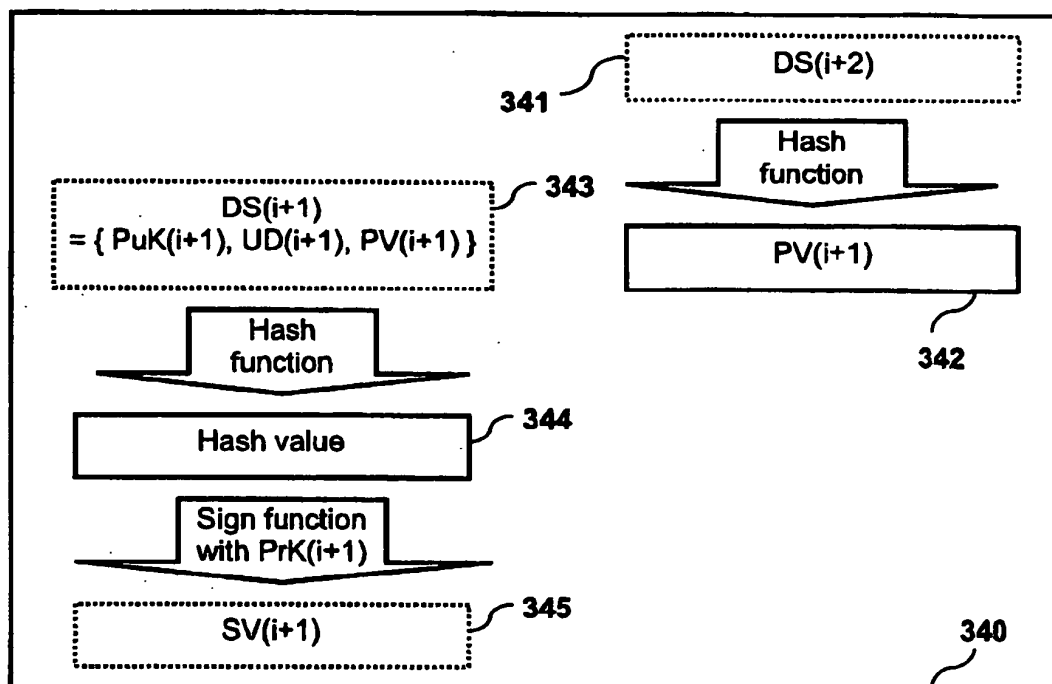 DS(i+2)
341
Hash
function
343
DS(i+1)
= { PuK(i+1), UD(i+1), PV(i+1) }
PV(i+1)
342
Hash
function
344
Hash value
Sign function
with PrK(i+1)
345
SV(i+1)
340